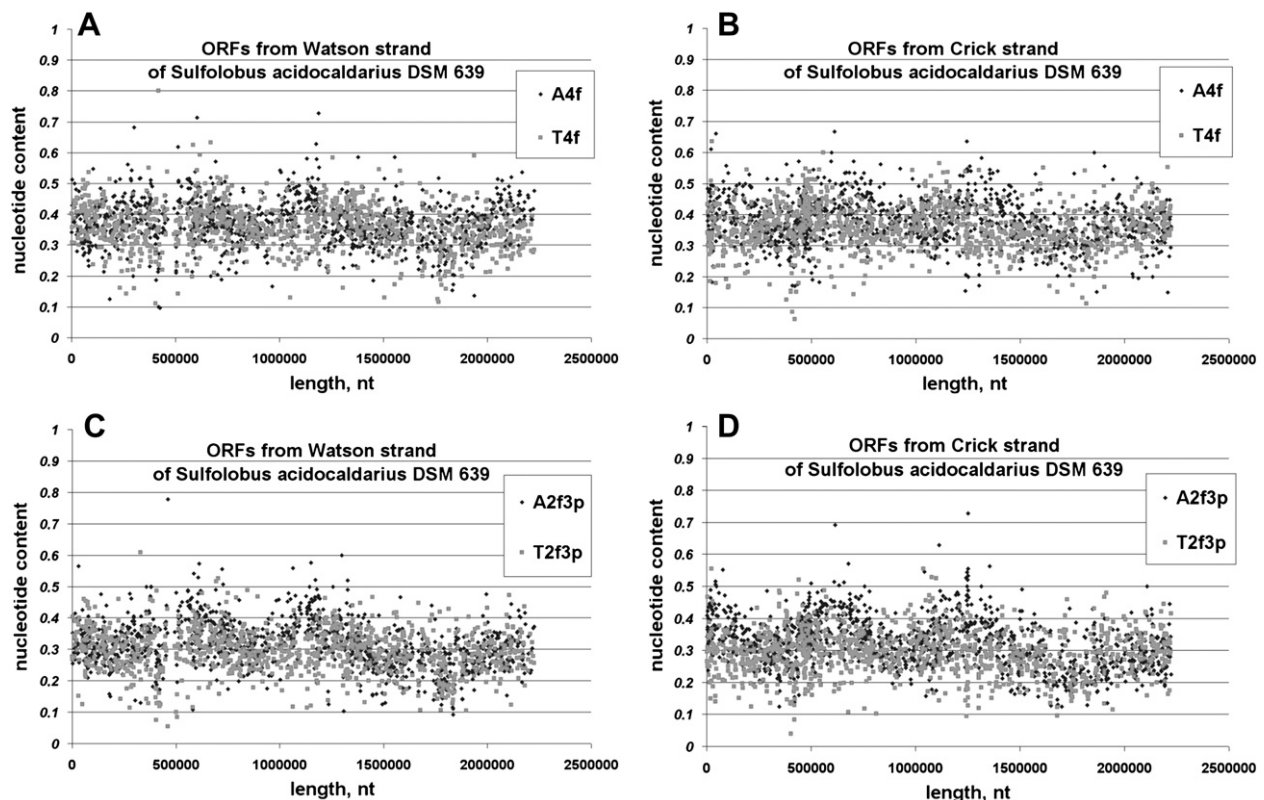 A
ORFs from Watson strand
of Sulfolobus acidocaldarius DSM 639
A4f
T4f
nucleotide content
1
0.9
0.8
0.7
0.6
0.5
0.4
0.3
0.2
0.1
0
0 500000 1000000 1500000 2000000 2500000
length, nt
B
ORFs from Crick strand
of Sulfolobus acidocaldarius DSM 639
A4f
T4f
nucleotide content
1
0.9
0.8
0.7
0.6
0.5
0.4
0.3
0.2
0.1
0
0 500000 1000000 1500000 2000000 2500000
length, nt
C
ORFs from Watson strand
of Sulfolobus acidocaldarius DSM 639
A2f3p
T2f3p
nucleotide content
1
0.9
0.8
0.7
0.6
0.5
0.4
0.3
0.2
0.1
0
0 500000 1000000 1500000 2000000 2500000
length, nt
D
ORFs from Crick strand
of Sulfolobus acidocaldarius DSM 639
A2f3p
T2f3p
nucleotide content
1
0.9
0.8
0.7
0.6
0.5
0.4
0.3
0.2
0.1
0
0 500000 1000000 1500000 2000000 2500000
length, nt